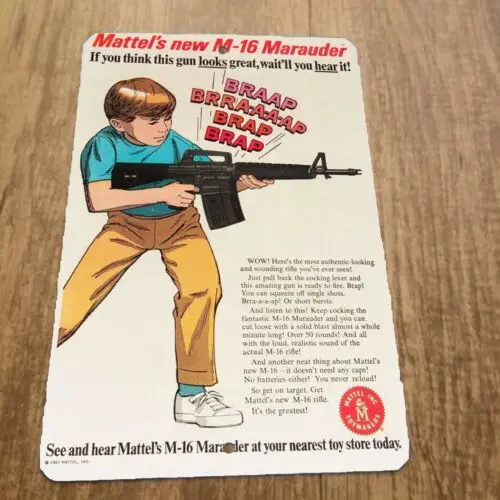 Mattel's new M-16 Marauder
If you think this gun looks great, wait'll you hear it!
BRAAP
BRRA-A-A-AP
BRAP
BRAP
WOW! Here's the most authentic-looking
and sounding rifle you've ever seen!
Just pull back the cocking lever and
this amazing gun is ready to fire. Brap!
You can squeeze off single shots.
Brra-a-a-ap! Or short bursts.
And listen to this! Keep cocking the
fantastic M-16 Marauder and you can
cut loose with a solid blast almost a whole
minute long! Over 50 rounds! And all
with the loud, realistic sound of the
actual M-16 rifle!
And another neat thing about Mattel's
new M-16 – it doesn't need any caps!
No batteries either! You never reload!
So get on target. Get
Mattel's new M-16 rifle.
It's the greatest!
MATTEL, INC.
M
TOYMAKERS
See and hear Mattel's M-16 Marauder at your nearest toy store today.
© 1967 MATTEL, INC.